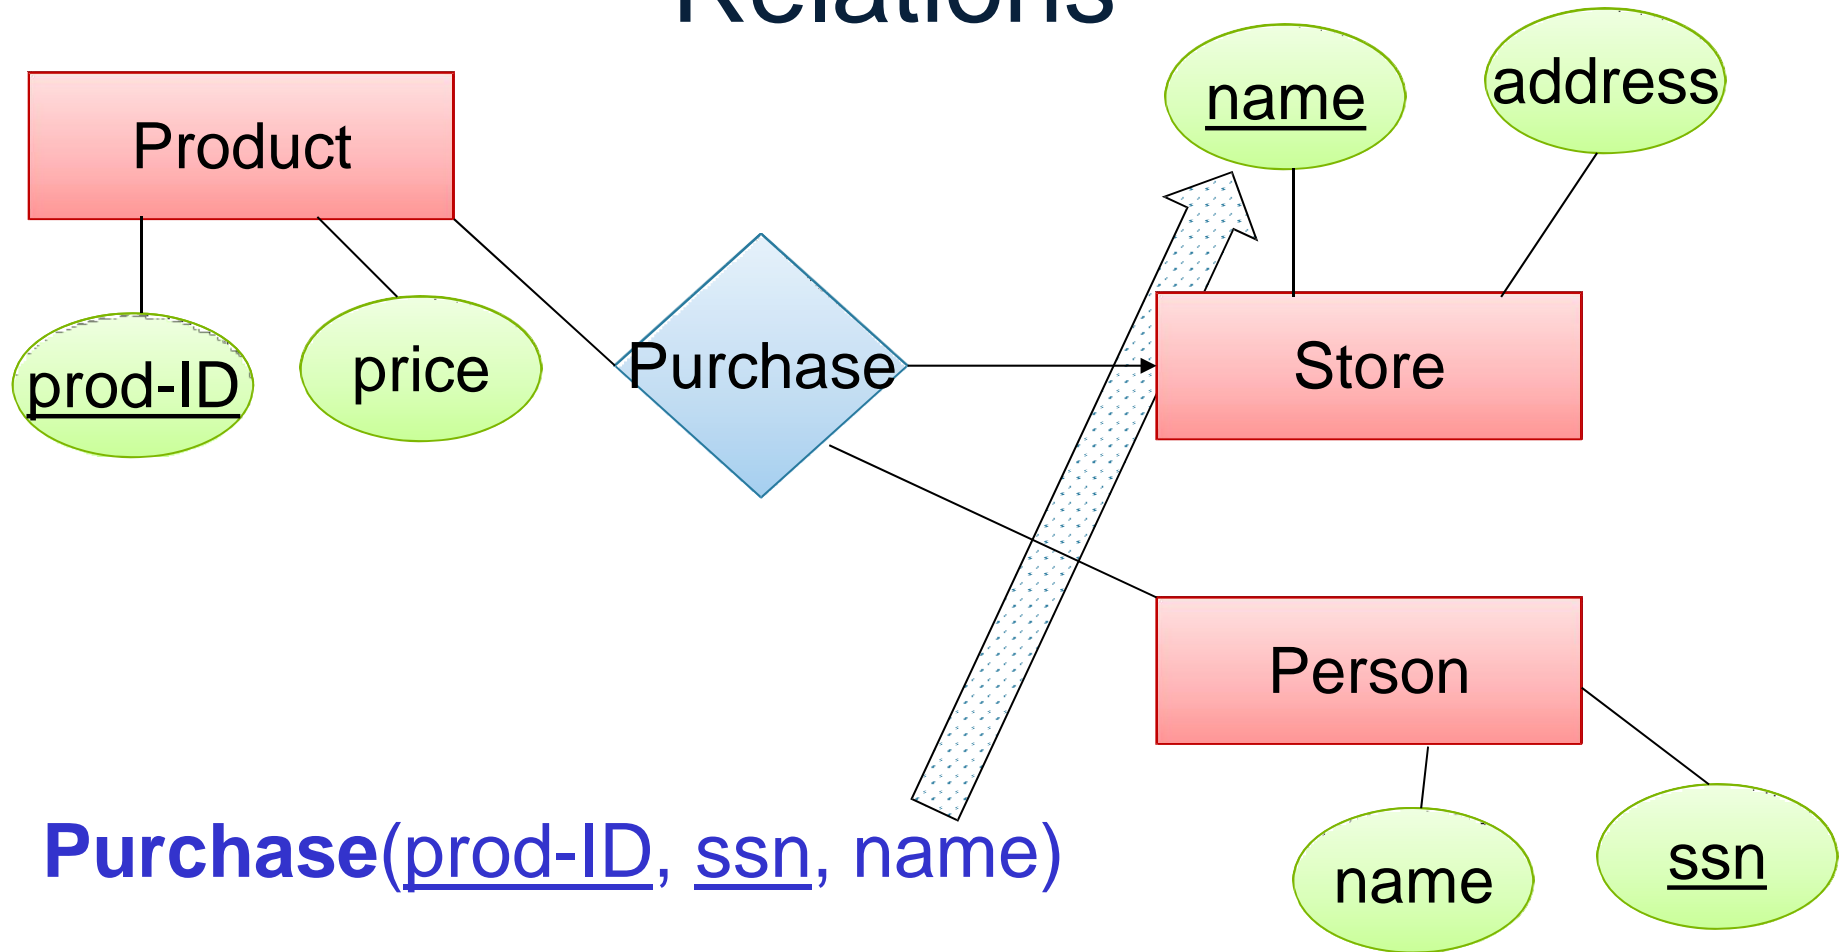 Relations
name
address
Product
prod-ID
price
Purchase
Store
Person
Purchase(prod-ID, ssn, name)
name
ssn